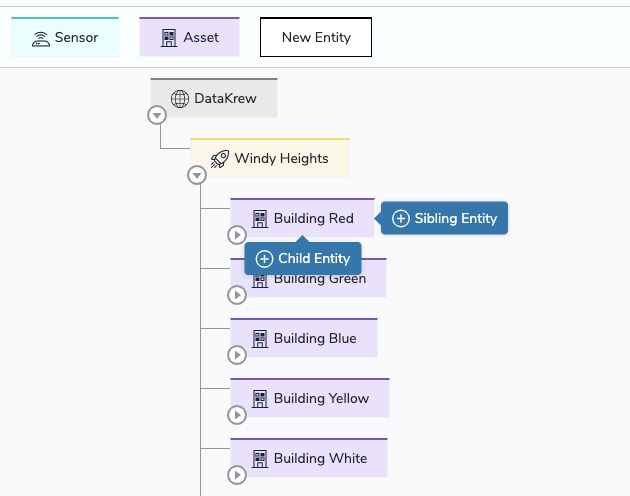 Sensor
Asset
New Entity
DataKrew
Windy Heights
Building Red
Sibling Entity
Child Entity
Building Green
Building Blue
Building Yellow
Building White